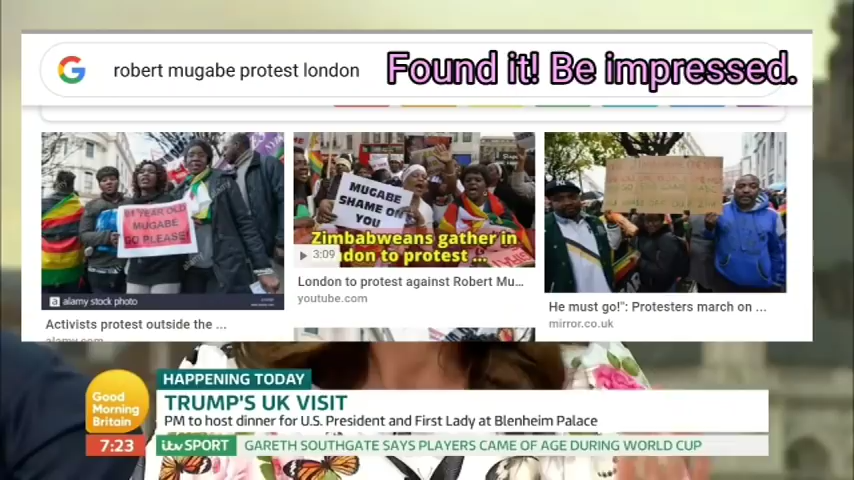 robert mugabe protest london
Found it! Be impressed.
MUGABE
SHAME ON
YOU
91 YEAR OLD
MUGABE
GO PLEASE!
Zimbabweans gather in
don to protest ...
3:09
a alamy stock photo
Activists protest outside the ...
alamy.com
London to protest against Robert Mu...
youtube.com
He must go!": Protesters march on ...
mirror.co.uk
HAPPENING TODAY
Good
Morning
Britain
TRUMP'S UK VISIT
PM to host dinner for U.S. President and First Lady at Blenheim Palace
7:23
itv SPORT
GARETH SOUTHGATE SAYS PLAYERS CAME OF AGE DURING WORLD CUP